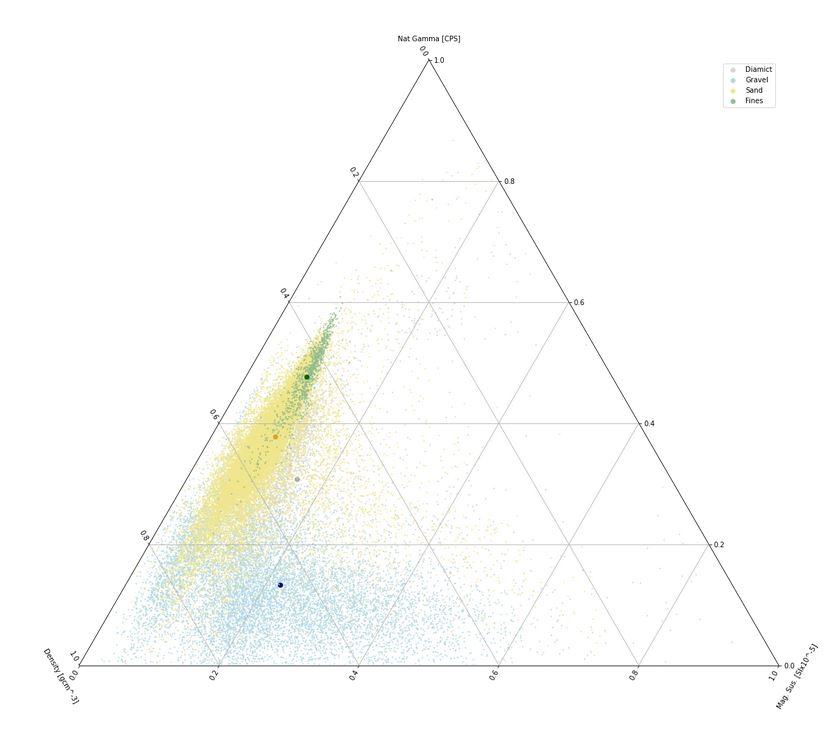 Nat Gamma [CPS]
0.0
1.0
Diamict
Gravel
Sand
Fines
0.2
0.8
0.4
0.6
0.6
0.4
0.8
0.2
1.0
0.0
0.0
0.2
0.4
0.6
0.8
1.0
Density [gcm^-3]
Mag. Sus. [SIx10^-5]